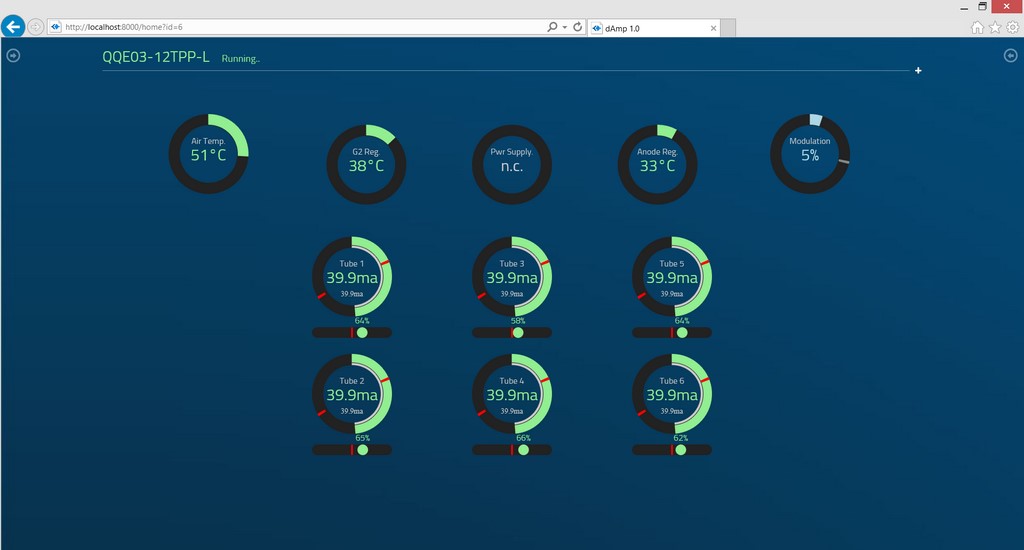 http://localhost:8000/home?id=6
dAmp 1.0
QQE03-12TPP-L Running..
Air Temp.
51°C
G2 Reg.
38°C
Pwr Supply.
n.c.
Anode Reg.
33°C
Modulation
5%
Tube 1
39.9ma
39.9ma
64%
Tube 3
39.9ma
39.9ma
58%
Tube 5
39.9ma
39.9ma
64%
Tube 2
39.9ma
39.9ma
65%
Tube 4
39.9ma
39.9ma
66%
Tube 6
39.9ma
39.9ma
62%